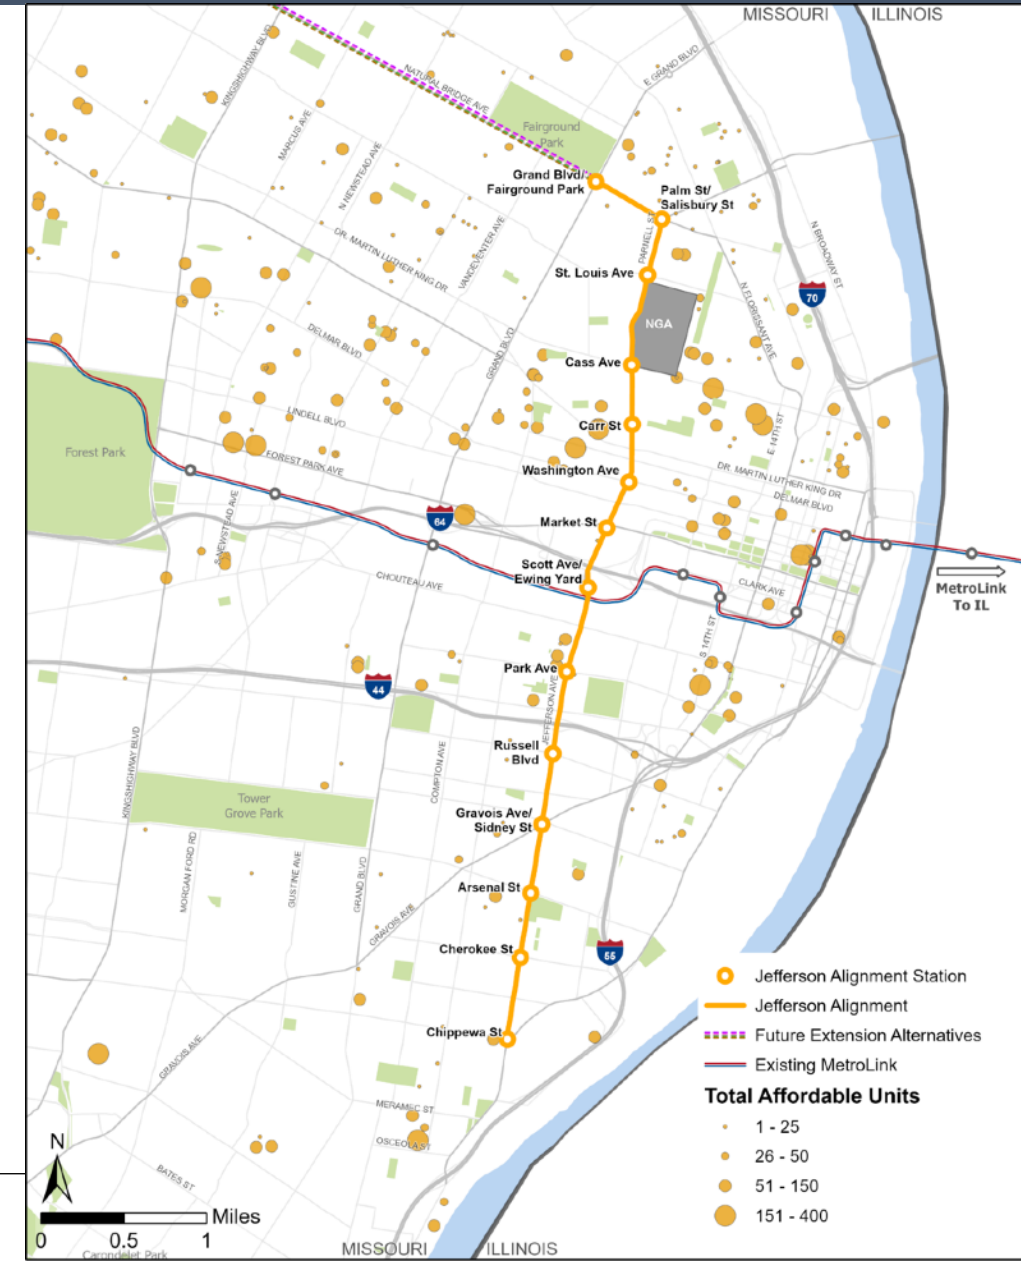 MISSOURI
ILLINOIS
KINGSHIGHWAY BLVD
NATURAL BRIDGE AVE
E GRAND BLVD
MARCUS AVE
Fairground
Park
N NEWSTEAD AVE
Grand Blvd/
Fairground Park
Palm St/
Salisbury St
PARNELL ST
N BROADWAY ST
DR. MARTIN LUTHER KING DR
VANDEVENTER AVE
St. Louis Ave
70
N FLORISSANT AVE
NGA
DELMAR BLVD
GRAND BLVD
Cass Ave
LINDELL BLVD
Carr St
E 14TH ST
Forest Park
FOREST PARK AVE
Washington Ave
DR. MARTIN LUTHER KING DR
DELMAR BLVD
S NEWSTEAD AVE
64
Market St
Scott Ave/
Ewing Yard
CHOUTEAU AVE
CLARK AVE
MetroLink
To IL
S 14TH ST
Park Ave
44
JEFFERSON AVE
Russell
Blvd
KINGSHIGHWAY BLVD
COMPTON AVE
Tower
Grove Park
Gravois Ave/
Sidney St
MORGAN FORD RD
GUSTINE AVE
GRAND BLVD
Arsenal St
GRAVOIS AVE
Cherokee St
55
Chippewa St
GRAVOIS AVE
MERAMEC ST
OSCEOLA ST
BATES ST
Jefferson Alignment Station
Jefferson Alignment
Future Extension Alternatives
Existing MetroLink
Total Affordable Units
1 - 25
26 - 50
51 - 150
151 - 400
N
Miles
0 0.5 1
Carondelet Park
MISSOURI
ILLINOIS